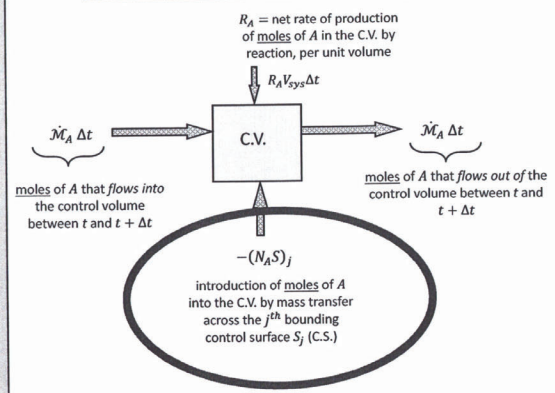 R_A = net rate of production
of moles of A in the C.V. by
reaction, per unit volume
R_A V_sys Δt
Ṁ_A Δt
C.V.
Ṁ_A Δt
moles of A that flows into
the control volume
between t and t + Δt
moles of A that flows out of the
control volume between t and
t + Δt
−(N_A S)_j
introduction of moles of A
into the C.V. by mass transfer
across the j^th bounding
control surface S_j (C.S.)